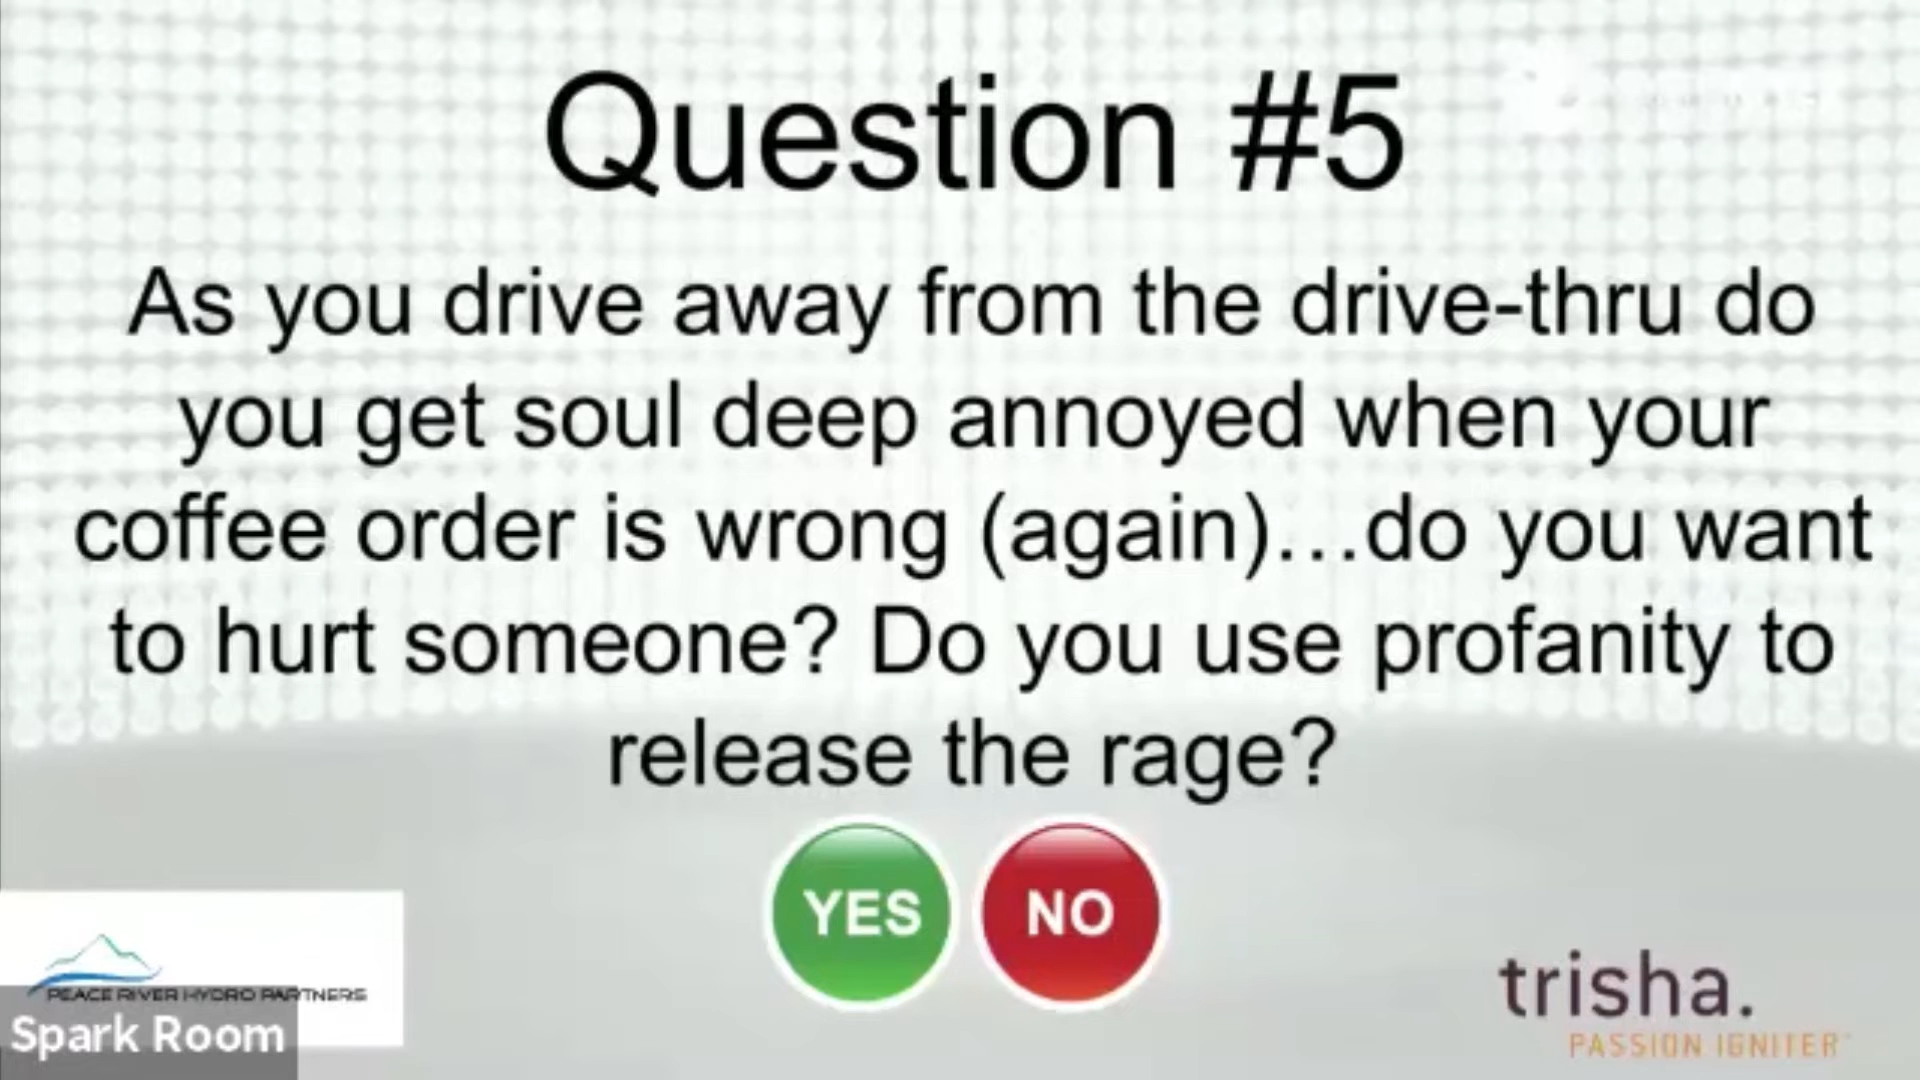 Question #5
As you drive away from the drive-thru do
you get soul deep annoyed when your
coffee order is wrong (again)…do you want
to hurt someone? Do you use profanity to
release the rage?
YES NO
PEACE RIVER HYDRO PARTNERS
Spark Room
trisha.
PASSION IGNITER